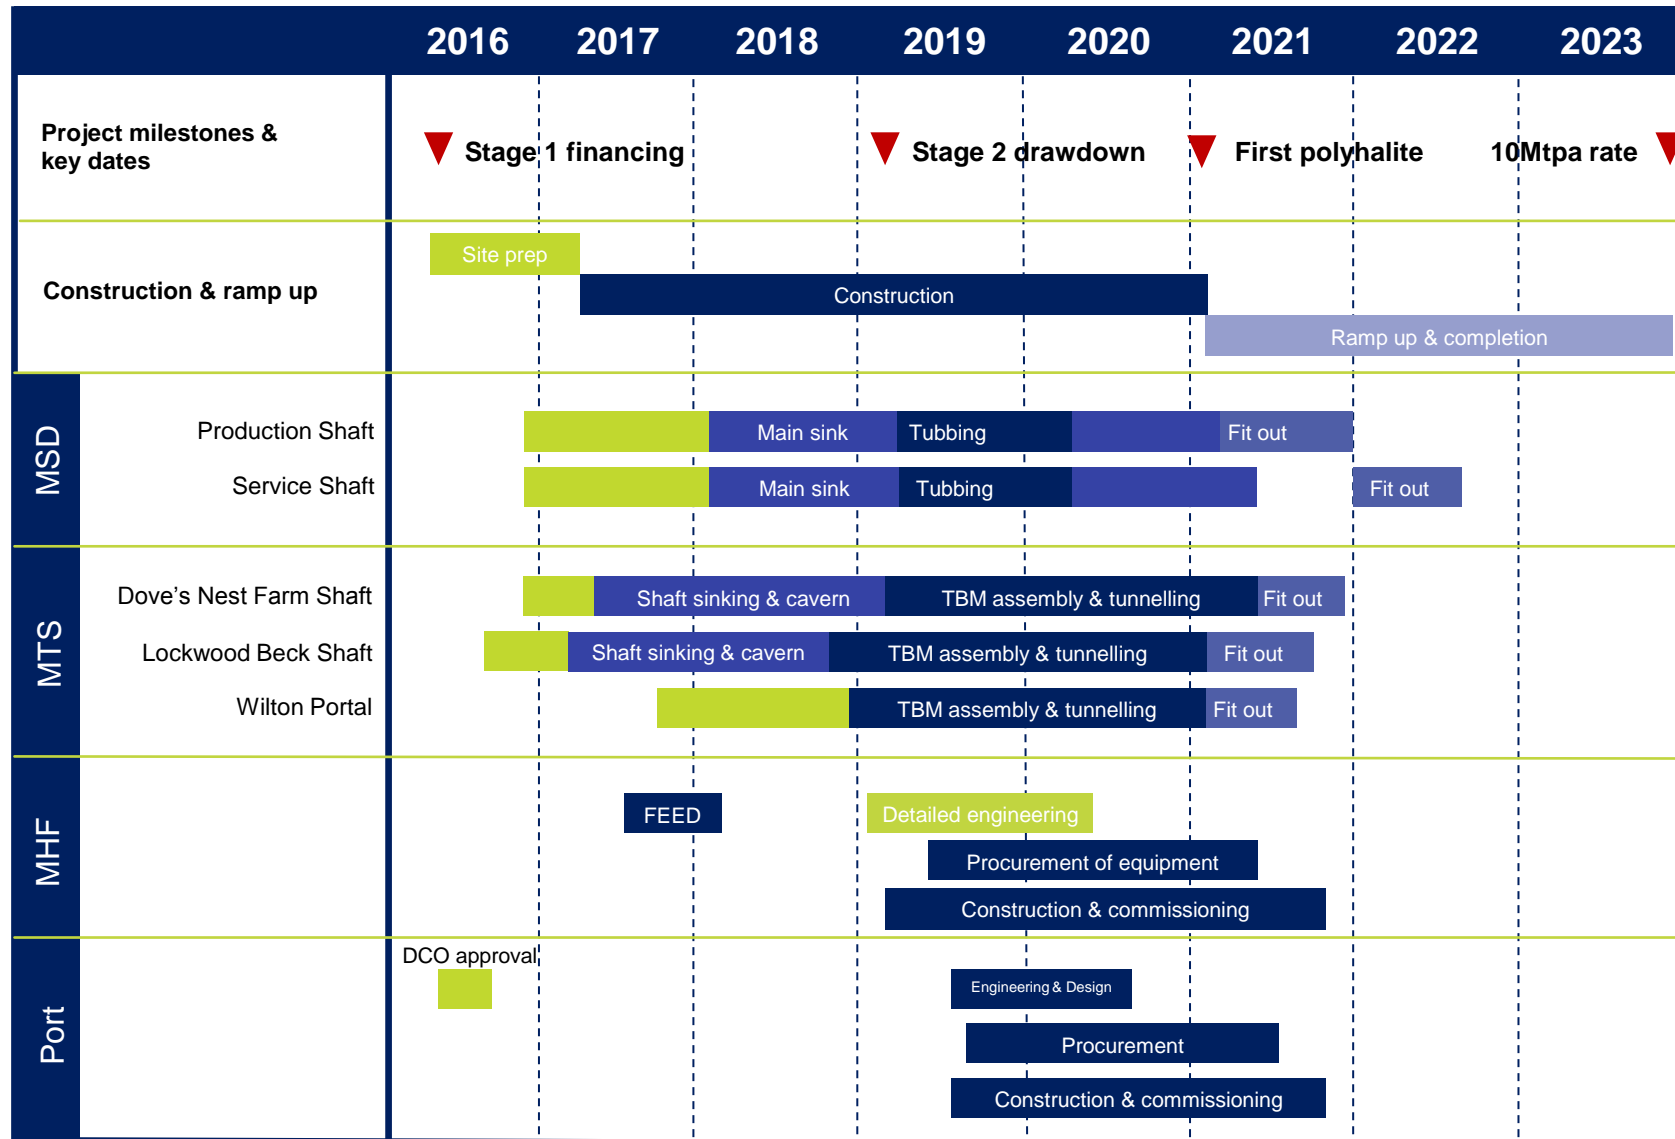 2016 2017 2018 2019 2020 2021 2022 2023
Project milestones &
key dates
Stage 1 financing
Stage 2 drawdown
First polyhalite
10Mtpa rate
Construction & ramp up
Site prep
Construction
Ramp up & completion
MSD
Production Shaft
Main sink
Tubbing
Fit out
Service Shaft
Main sink
Tubbing
Fit out
MTS
Dove’s Nest Farm Shaft
Shaft sinking & cavern
TBM assembly & tunnelling
Fit out
Lockwood Beck Shaft
Shaft sinking & cavern
TBM assembly & tunnelling
Fit out
Wilton Portal
TBM assembly & tunnelling
Fit out
MHF
FEED
Detailed engineering
Procurement of equipment
Construction & commissioning
Port
DCO approval
Engineering & Design
Procurement
Construction & commissioning